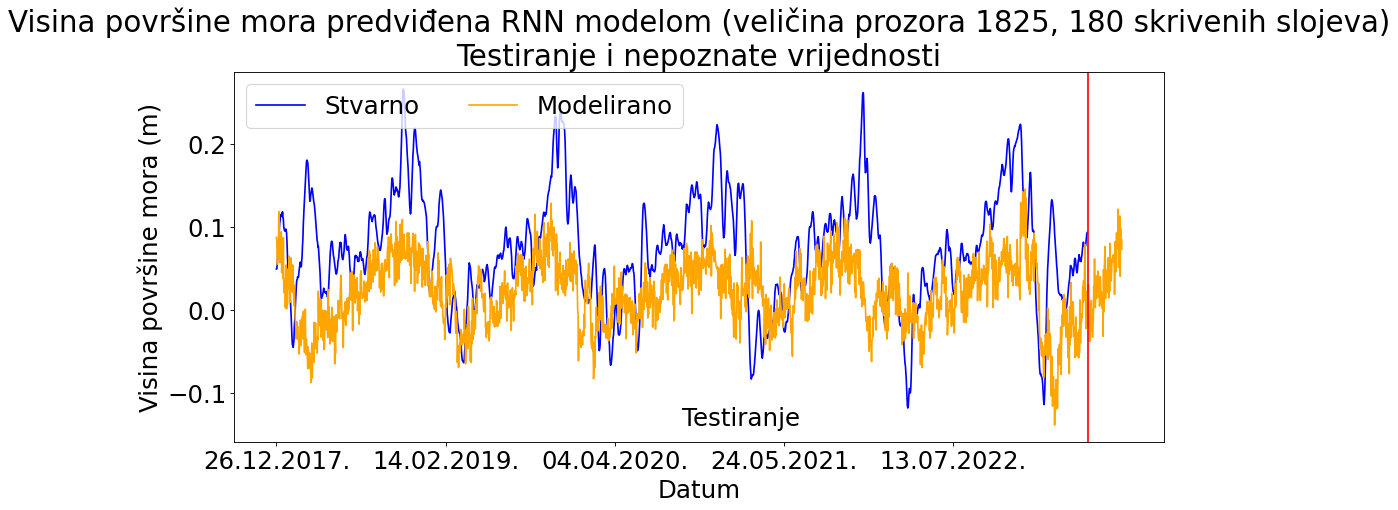 Visina površine mora predviđena RNN modelom (veličina prozora 1825, 180 skrivenih slojeva)
Testiranje i nepoznate vrijednosti
Stvarno
Modelirano
Visina površine mora (m)
0.2
0.1
0.0
−0.1
Testiranje
26.12.2017.
14.02.2019.
04.04.2020.
24.05.2021.
13.07.2022.
Datum